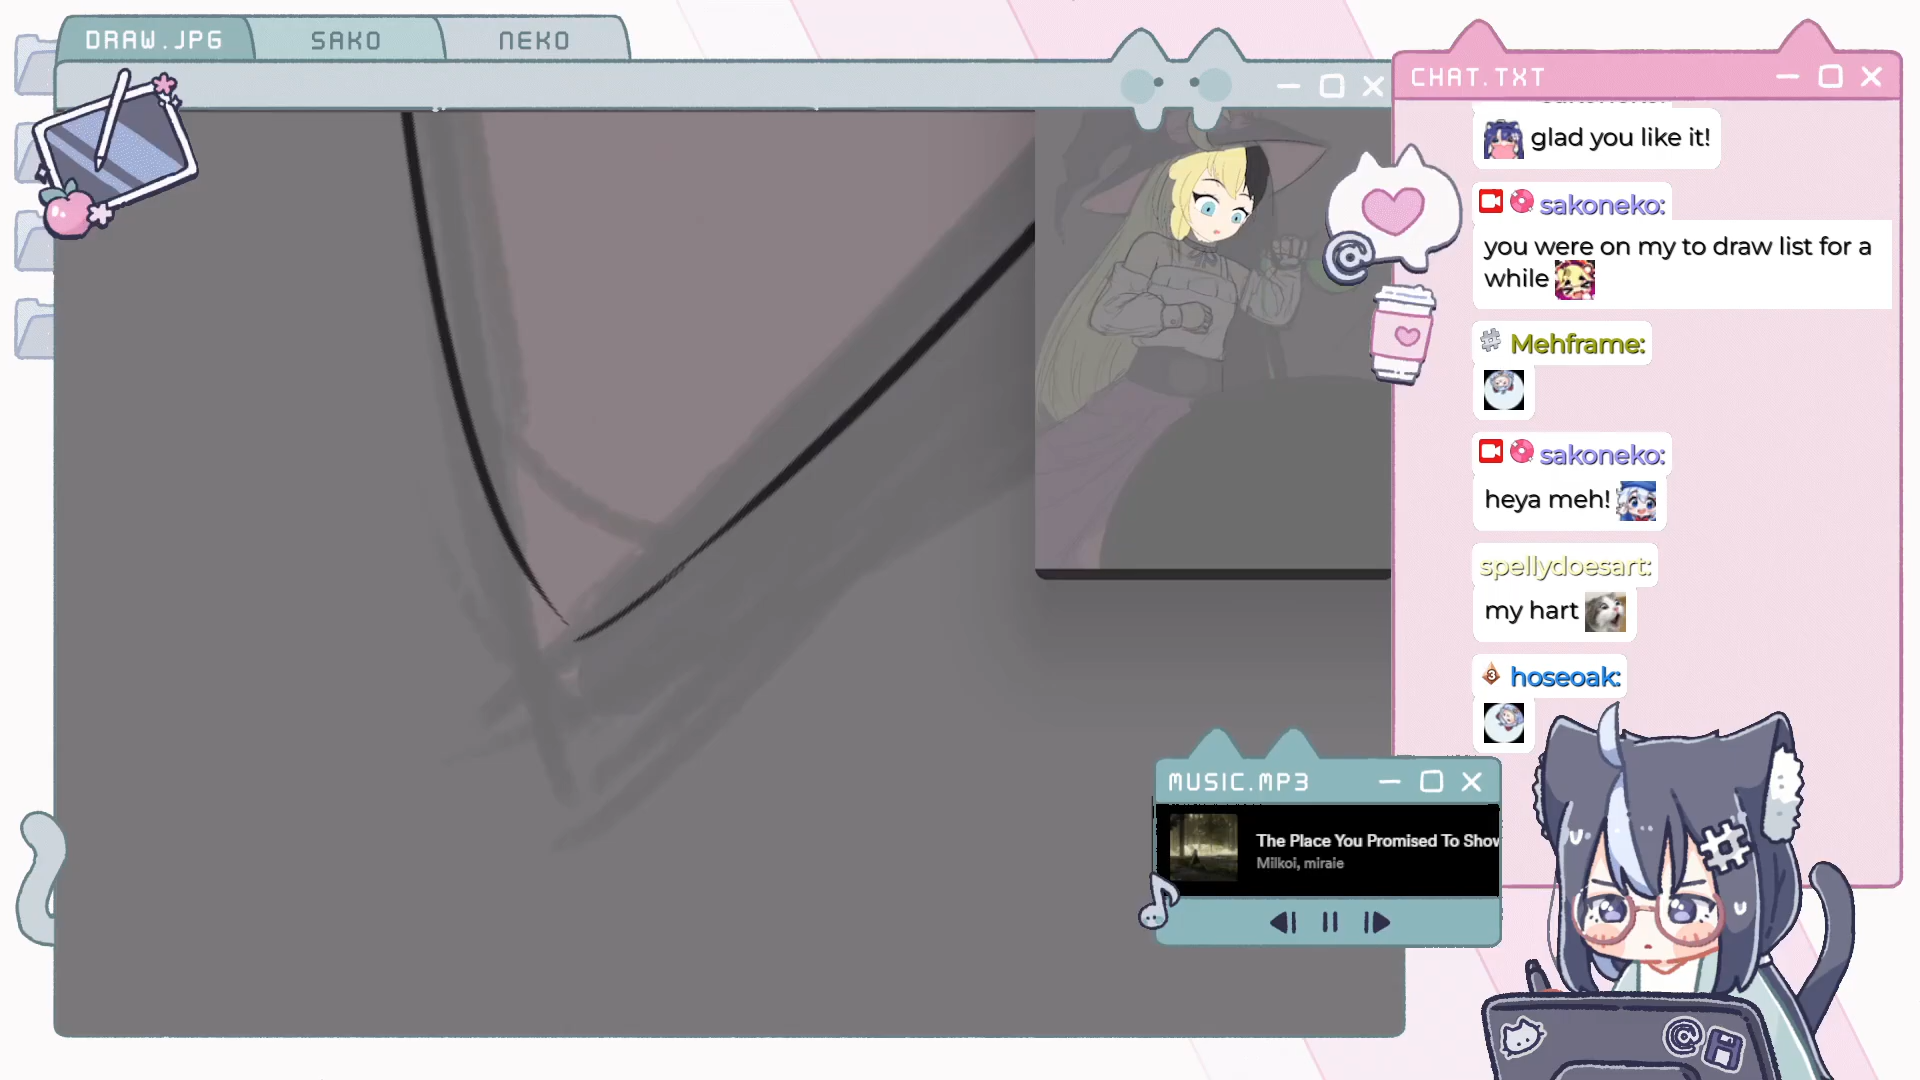 DRAW.JPG
SAKO
NEKO
CHAT.TXT
glad you like it!
sakoneko:
you were on my to draw list for a
while
Mehframe:
sakoneko:
heya meh!
spellydoesart:
my hart
hoseoak:
MUSIC.MP3
The Place You Promised To Show
Milkoi, miraie